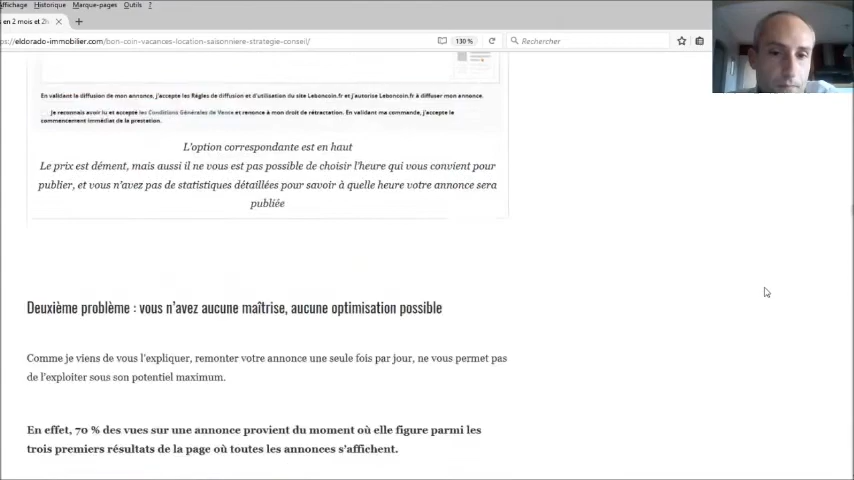 Affichage Historique Marque-pages Outils ?
s en 2 mois et 2h
ps://eldorado-immobilier.com/bon-coin-vacances-location-saisonniere-strategie-conseil/ 130 % Rechercher
En validant la diffusion de mon annonce, j'accepte les Règles de diffusion et d'utilisation du site Leboncoin.fr et j'autorise Leboncoin.fr à diffuser mon annonce.
Je reconnais avoir lu et accepté les Conditions Générales de Vente et renonce à mon droit de rétractation. En validant ma commande, j'accepte le
commencement immédiat de la prestation.
L'option correspondante est en haut
Le prix est dément, mais aussi il ne vous est pas possible de choisir l'heure qui vous convient pour
publier, et vous n'avez pas de statistiques détaillées pour savoir à quelle heure votre annonce sera
publiée
Deuxième problème : vous n'avez aucune maîtrise, aucune optimisation possible
Comme je viens de vous l'expliquer, remonter votre annonce une seule fois par jour, ne vous permet pas
de l'exploiter sous son potentiel maximum.
En effet, 70 % des vues sur une annonce provient du moment où elle figure parmi les
trois premiers résultats de la page où toutes les annonces s'affichent.